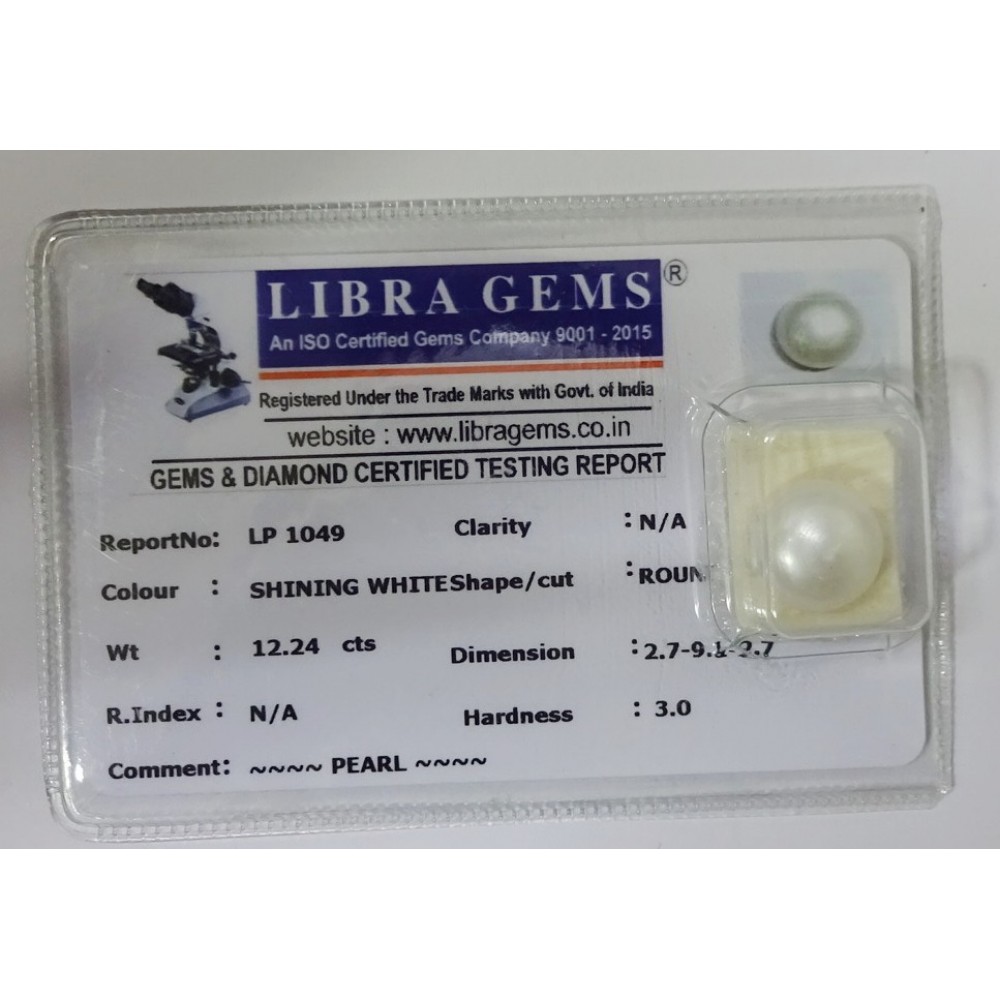 LIBRA GEMS ®
An ISO Certified Gems Company 9001 - 2015
Registered Under the Trade Marks with Govt. of India
website : www.libragems.co.in
GEMS & DIAMOND CERTIFIED TESTING REPORT
ReportNo: LP 1049 Clarity : N/A
Colour : SHINING WHITE Shape/cut : ROUN
Wt : 12.24 cts Dimension :
R.Index : N/A Hardness : 3.0
Comment: ~~~~ PEARL ~~~~